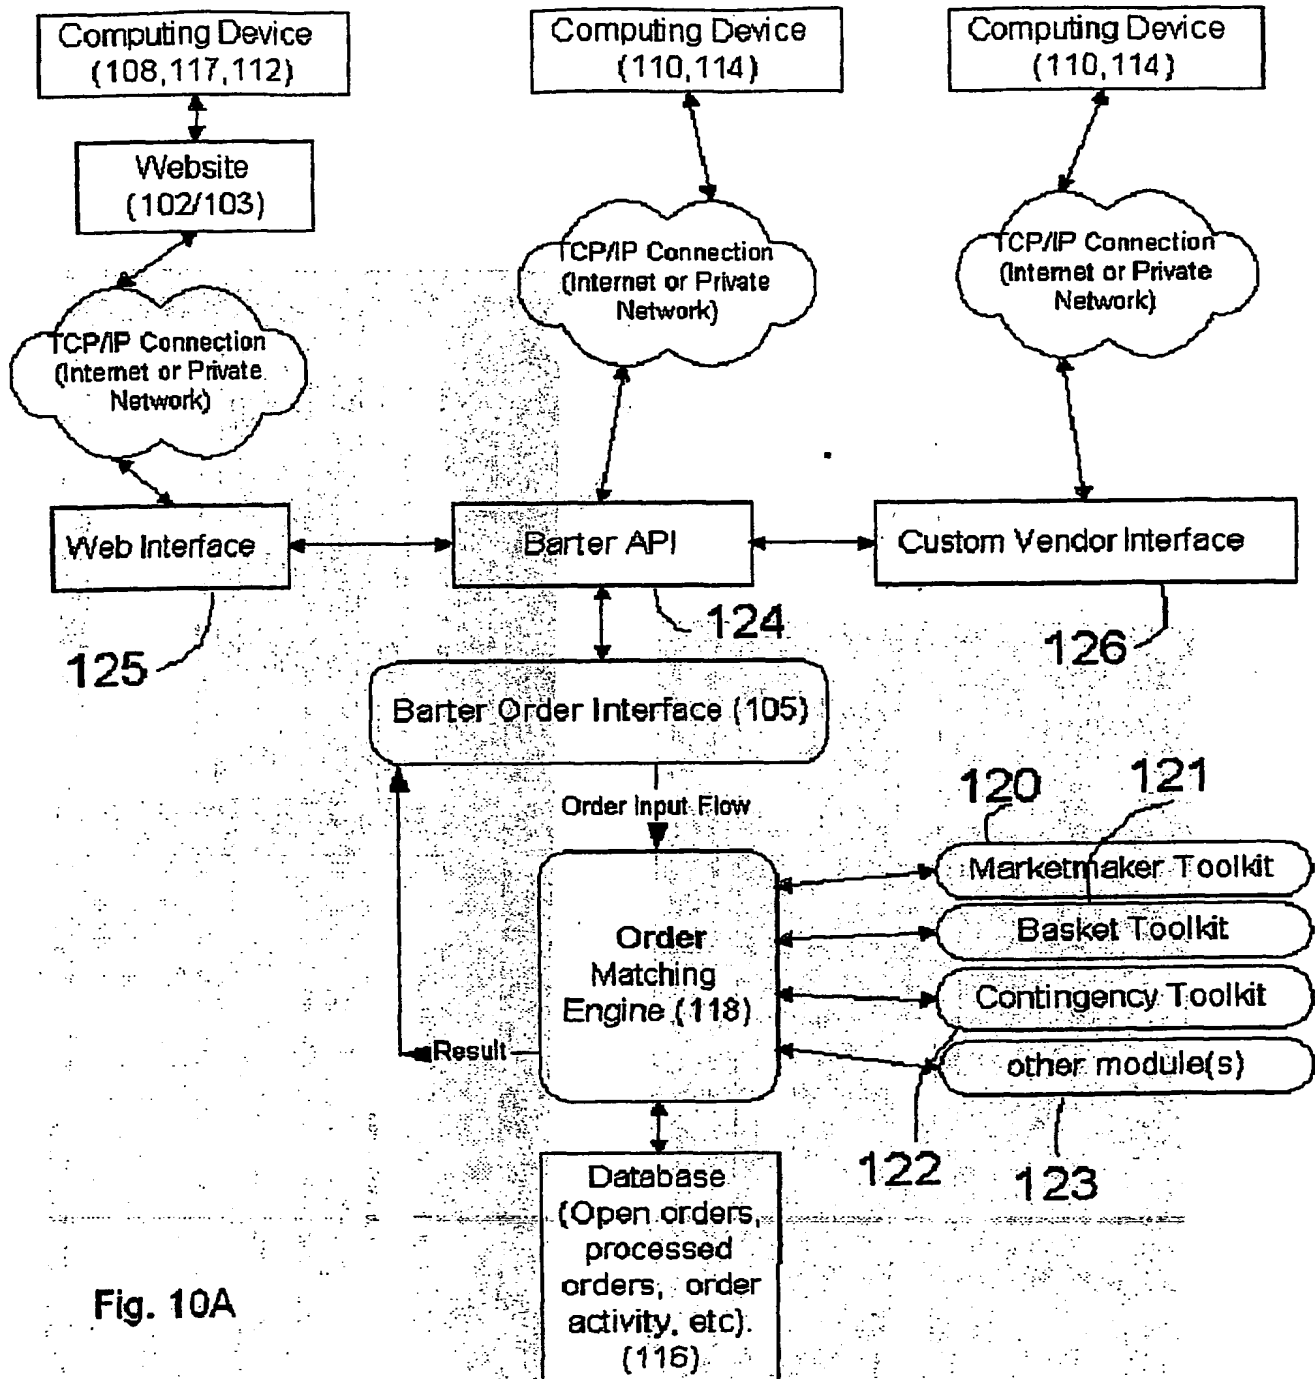 Computing Device
(108,117,112)
Computing Device
(110,114)
Computing Device
(110,114)
Website
(102/103)
TCP/IP Connection
(Internet or Private
Network)
TCP/IP Connection
(Internet or Private
Network)
TCP/IP Connection
(Internet or Private
Network)
Web Interface
Barter API
Custom Vendor Interface
125
124
126
Barter Order Interface (105)
Order Input Flow
120
121
Marketmaker Toolkit
Basket Toolkit
Contingency Toolkit
other module(s)
Order
Matching
Engine (118)
Result
122
123
Database
(Open orders,
processed
orders, order
activity, etc).
(116)
Fig. 10A